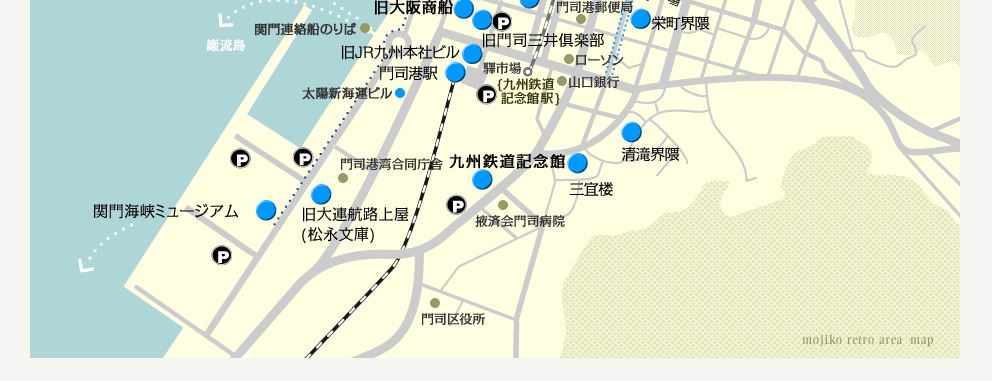 旧大阪商船
門司港郵便局
栄町界隈
関門連絡船のりば
巌流島
旧門司三井倶楽部
旧JR九州本社ビル
ローソン
驛市場
門司港駅
山口銀行
{九州鉄道
記念館駅}
太陽新海運ビル
清滝界隈
門司港湾合同庁舎
九州鉄道記念館
三宜楼
関門海峡ミュージアム
旧大連航路上屋
(松永文庫)
掖済会門司病院
門司区役所
P
P
P
P
P
P
mojiko retro area map